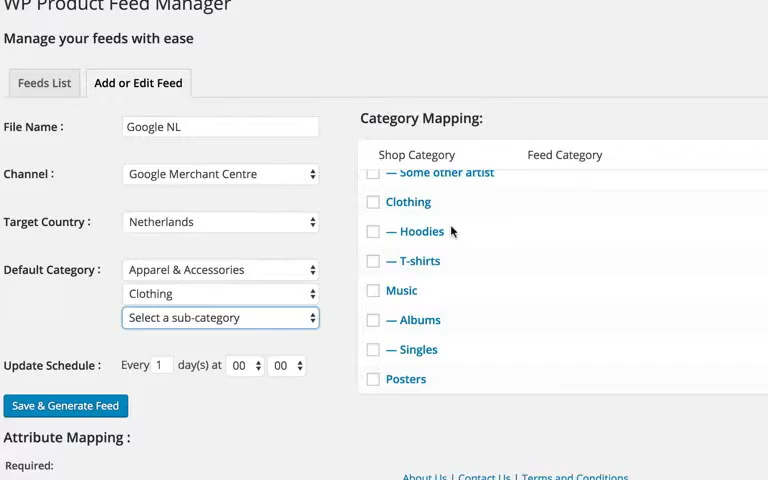 WP Product Feed Manager
Manage your feeds with ease
Feeds List
Add or Edit Feed
File Name :
Google NL
Channel :
Google Merchant Centre
Target Country :
Netherlands
Default Category :
Apparel & Accessories
Clothing
Select a sub-category
Update Schedule :
Every 1 day(s) at 00 00
Save & Generate Feed
Attribute Mapping :
Required:
Category Mapping:
Shop Category
Feed Category
— Some other artist
Clothing
— Hoodies
— T-shirts
Music
— Albums
— Singles
Posters
About Us | Contact Us | Terms and Conditions